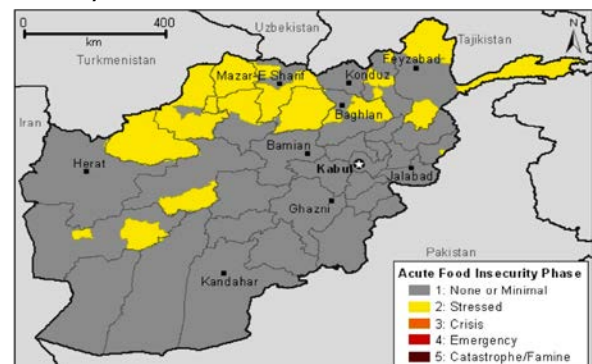 0
400
km
Uzbekistan
N
Tajikistan
Turkmenistan
Feyzabad
Mazar-E Sharif
Konduz
Baghlan
Iran
Bamian
Herat
Kabul
Jalabad
Ghazni
Pakistan
Kandahar
Acute Food Insecurity Phase
1: None or Minimal
2: Stressed
3: Crisis
4: Emergency
5: Catastrophe/Famine